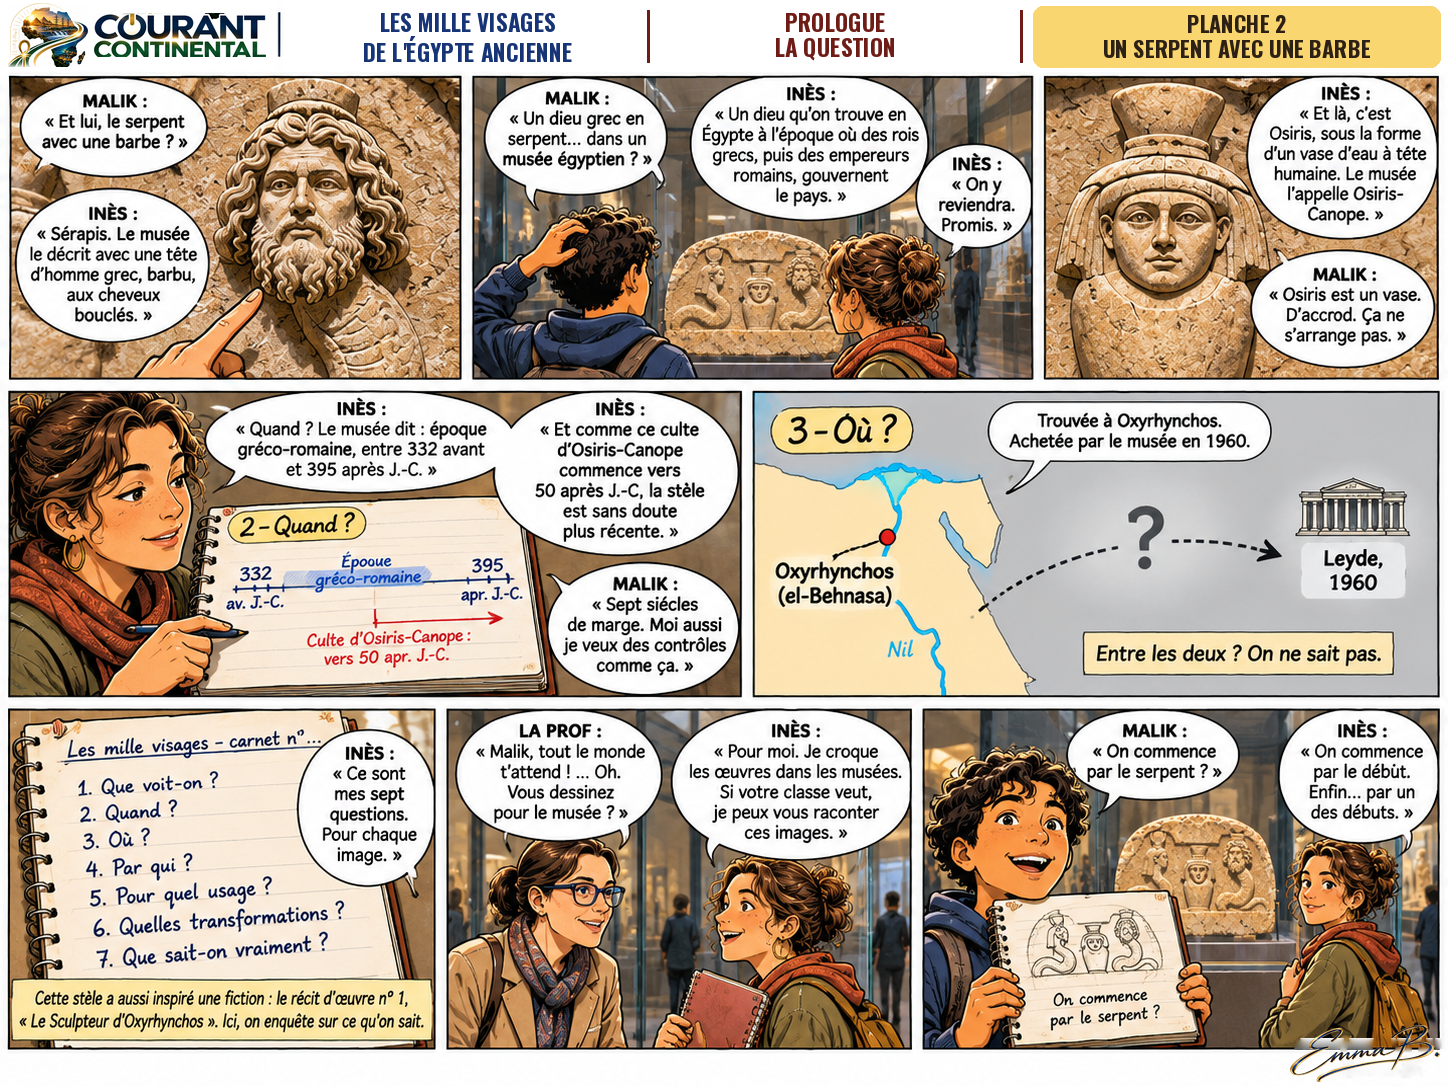 COURANT
CONTINENTAL
LES MILLE VISAGES
DE L'ÉGYPTE ANCIENNE
PROLOGUE
LA QUESTION
PLANCHE 2
UN SERPENT AVEC UNE BARBE
MALIK :
« Et lui, le serpent
avec une barbe ? »
INÈS :
« Sérapis. Le musée
le décrit avec une tête
d'homme grec, barbu,
aux cheveux
bouclés. »
MALIK :
« Un dieu grec en
serpent... dans un
musée égyptien ? »
INÈS :
« Un dieu qu'on trouve en
Égypte à l'époque où des rois
grecs, puis des empereurs
romains, gouvernent
le pays. »
INÈS :
« On y
reviendra.
Promis. »
INÈS :
« Et là, c'est
Osiris, sous la forme
d'un vase d'eau à téte
humaine. Le musée
l'appelle Osiris-
Canope. »
MALIK :
« Osiris est un vase.
D'accrod. Ça ne
s'arrange pas. »
INÈS :
« Quand ? Le musée dit : époque
gréco-romaine, entre 332 avant
et 395 après J.-C. »
INÈS :
« Et comme ce culte
d'Osiris-Canope
commence vers
50 après J.-C, la stèle
est sans doute
plus récente. »
2 – Quand ?
Épooue
gréco-romaine
332
av. J.-C.
395
apr. J.-C.
Culte d'Osiris-Canope :
vers 50 apr. J.-C.
MALIK :
« Sept siécles
de marge. Moi aussi
je veux des contrôles
comme ça. »
3 – Où ?
Trouvée à Oxyrhynchos.
Achetée par le musée en 1960.
Oxyrhynchos
(el-Behnasa)
Nil
?
Leyde,
1960
Entre les deux ? On ne sait pas.
Les mille visages – carnet n°...
1. Que voit-on ?
2. Quand ?
3. Où ?
4. Par qui ?
5. Pour quel usage ?
6. Quelles transformations ?
7. Que sait-on vraiment ?
INÈS :
« Ce sont
mes sept
questions.
Pour chaque
image. »
Cette stèle a aussi inspiré une fiction : le récit d'œuvre n° 1,
« Le Sculpteur d'Oxyrhynchos ». Ici, on enquête sur ce qu'on sait.
LA PROF :
« Malik, tout le monde
t'attend ! ... Oh.
Vous dessinez
pour le musée ? »
INÈS :
« Pour moi. Je croque
les œuvres dans les musées.
Si votre classe veut,
je peux vous raconter
ces images. »
MALIK :
« On commence
par le serpent ? »
INÈS :
« On commence
par le débùt.
Enfin... par un
des débuts. »
On commence
par le serpent ?
Emma B.